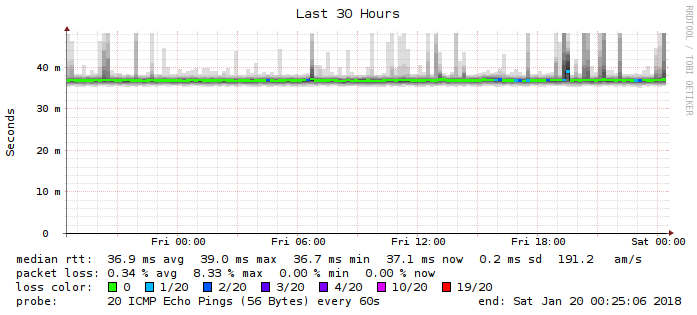 Last 30 Hours
RRDTOOL / TOBI OETIKER
Seconds
40 m
30 m
20 m
10 m
0
Fri 00:00 Fri 06:00 Fri 12:00 Fri 18:00 Sat 00:00
median rtt: 36.9 ms avg 39.0 ms max 36.7 ms min 37.1 ms now 0.2 ms sd 191.2 am/s
packet loss: 0.34 % avg 8.33 % max 0.00 % min 0.00 % now
loss color: 0 1/20 2/20 3/20 4/20 10/20 19/20
probe: 20 ICMP Echo Pings (56 Bytes) every 60s end: Sat Jan 20 00:25:06 2018